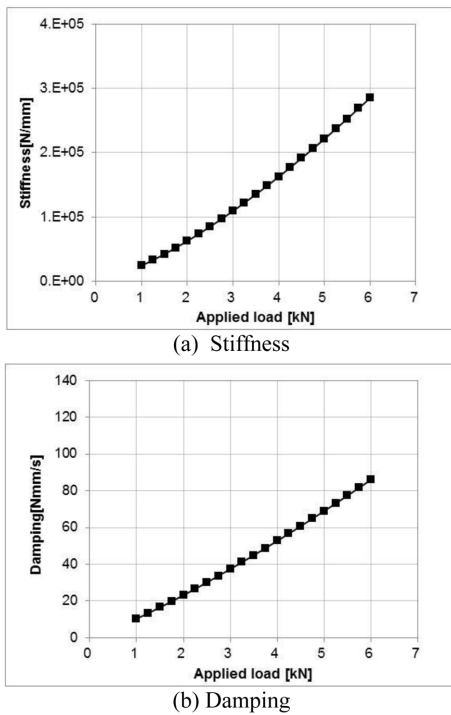 4.E+05
3.E+05
2.E+05
1.E+05
0.E+00
Stiffness[N/mm]
0 1 2 3 4 5 6 7
Applied load [kN]
(a) Stiffness
140
120
100
80
60
40
20
0
Damping[Nmm/s]
0 1 2 3 4 5 6 7
Applied load [kN]
(b) Damping